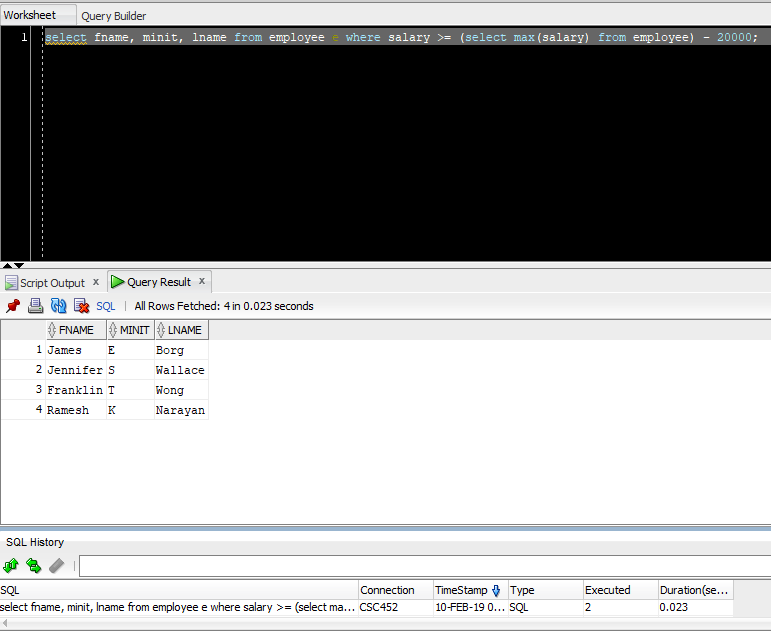 Worksheet Query Builder
1 select fname, minit, lname from employee e where salary >= (select max(salary) from employee) - 20000;
Script Output x Query Result x
SQL | All Rows Fetched: 4 in 0.023 seconds
FNAME MINIT LNAME
1 James E Borg
2 Jennifer S Wallace
3 Franklin T Wong
4 Ramesh K Narayan
SQL History
SQL Connection TimeStamp Type Executed Duration(se...
select fname, minit, lname from employee e where salary >= (select ma... CSC452 10-FEB-19 0... SQL 2 0.023